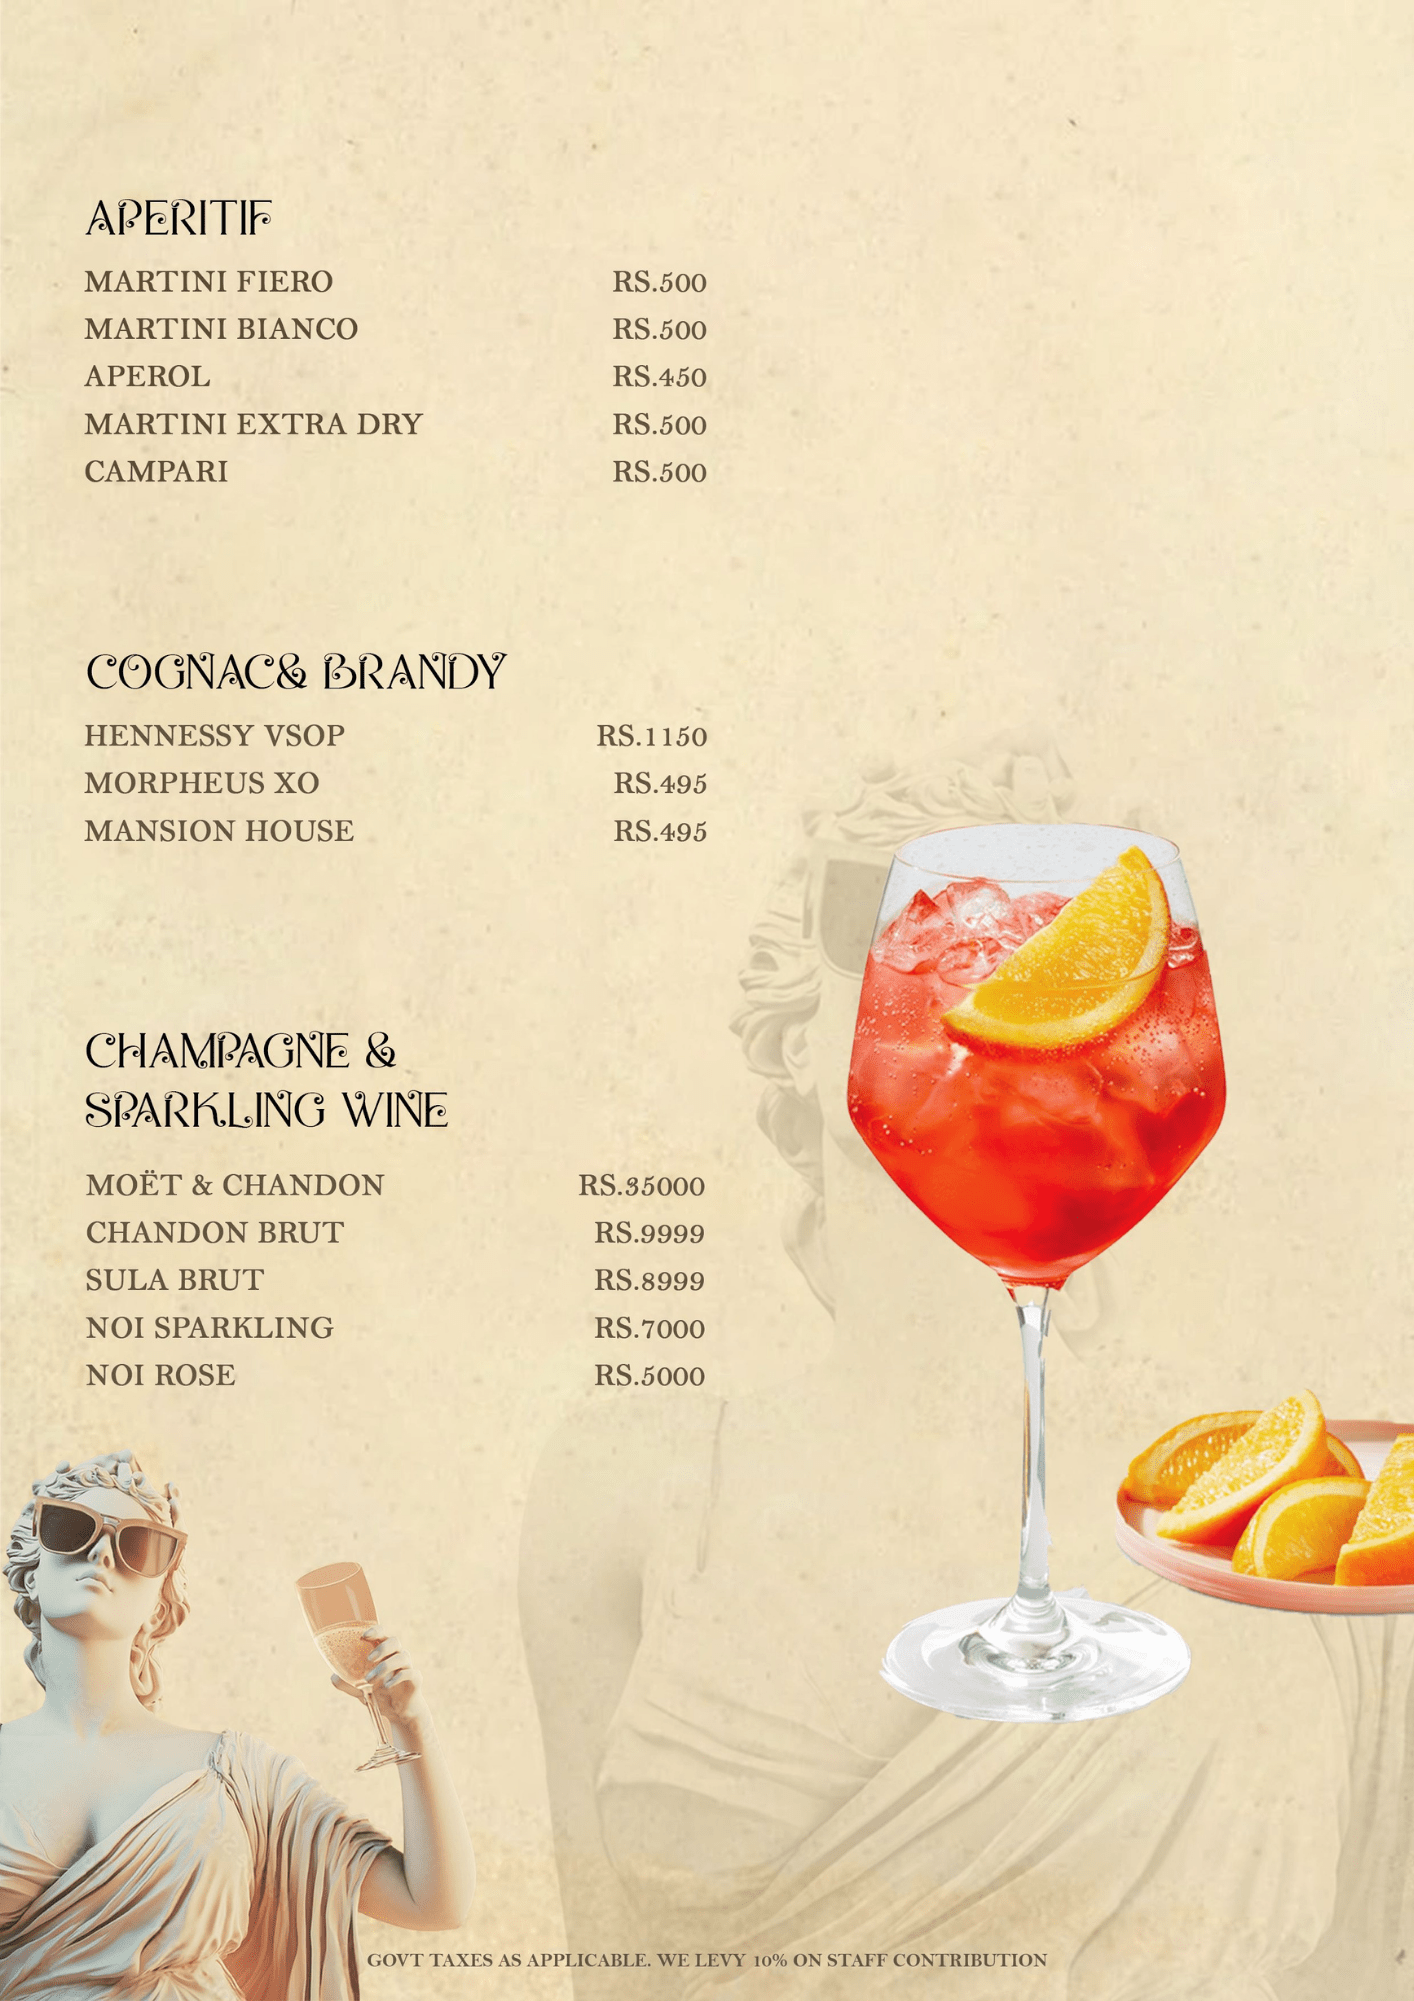 APERITIF
MARTINI FIERO RS.500
MARTINI BIANCO RS.500
APEROL RS.450
MARTINI EXTRA DRY RS.500
CAMPARI RS.500
COGNAC& BRANDY
HENNESSY VSOP RS.1150
MORPHEUS XO RS.495
MANSION HOUSE RS.495
CHAMPAGNE &
SPARKLING WINE
MOËT & CHANDON RS.35000
CHANDON BRUT RS.9999
SULA BRUT RS.8999
NOI SPARKLING RS.7000
NOI ROSE RS.5000
GOVT TAXES AS APPLICABLE. WE LEVY 10% ON STAFF CONTRIBUTION